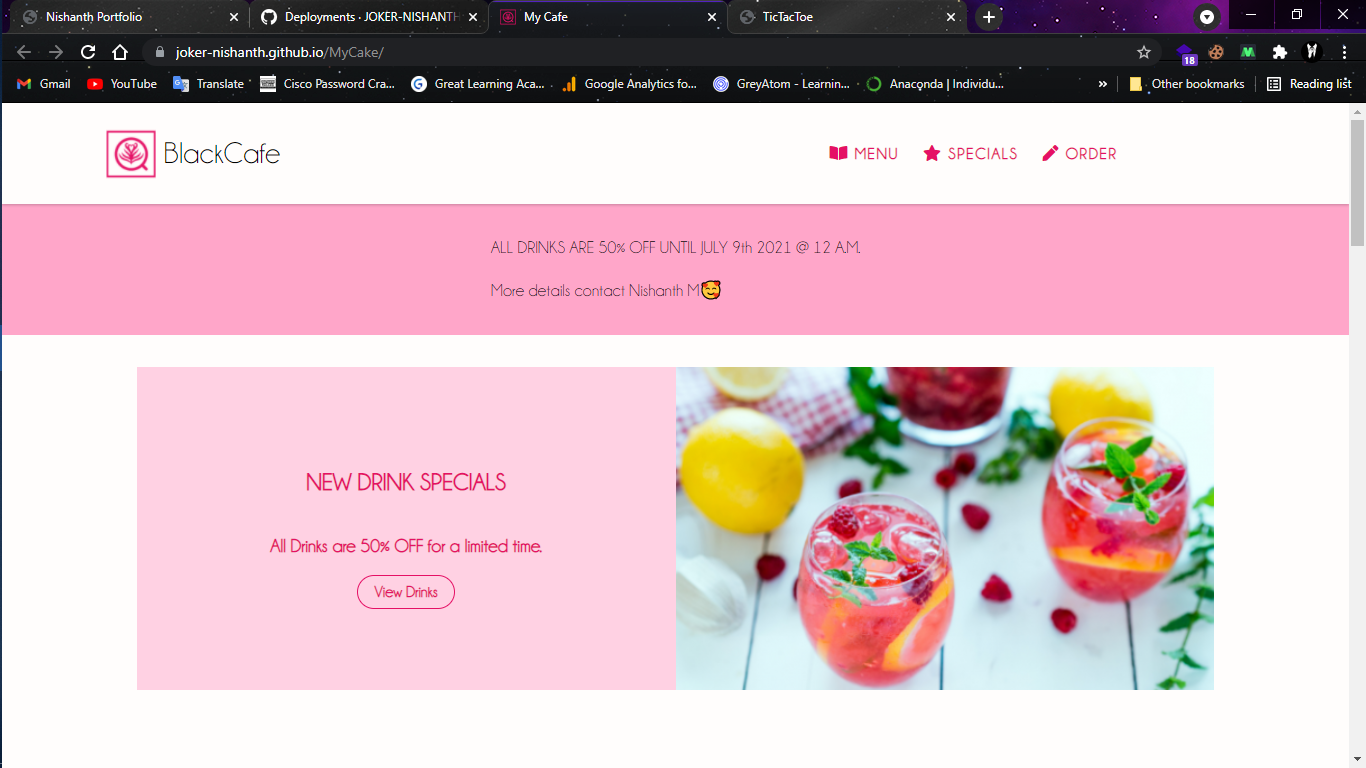 Nishanth Portfolio
Deployments · JOKER-NISHANTH
My Cafe
TicTacToe
joker-nishanth.github.io/MyCake/
18
Gmail
YouTube
Translate
Cisco Password Cra...
Great Learning Aca...
Google Analytics fo...
GreyAtom - Learnin...
Anaconda | Individu...
»
Other bookmarks
Reading list
BlackCafe
MENU
SPECIALS
ORDER
ALL DRINKS ARE 50% OFF UNTIL JULY 9th 2021 @ 12 A.M.
More details contact Nishanth M🥰
NEW DRINK SPECIALS
All Drinks are 50% OFF for a limited time.
View Drinks